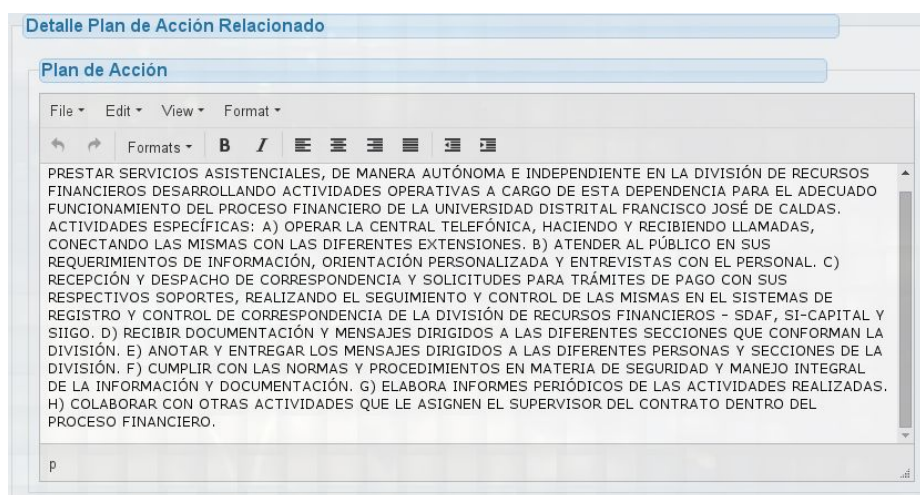 Detalle Plan de Acción Relacionado
Plan de Acción
File Edit View Format
Formats B I
PRESTAR SERVICIOS ASISTENCIALES, DE MANERA AUTÓNOMA E INDEPENDIENTE EN LA DIVISIÓN DE RECURSOS
FINANCIEROS DESARROLLANDO ACTIVIDADES OPERATIVAS A CARGO DE ESTA DEPENDENCIA PARA EL ADECUADO
FUNCIONAMIENTO DEL PROCESO FINANCIERO DE LA UNIVERSIDAD DISTRITAL FRANCISCO JOSÉ DE CALDAS.
ACTIVIDADES ESPECÍFICAS: A) OPERAR LA CENTRAL TELEFÓNICA, HACIENDO Y RECIBIENDO LLAMADAS,
CONECTANDO LAS MISMAS CON LAS DIFERENTES EXTENSIONES. B) ATENDER AL PÚBLICO EN SUS
REQUERIMIENTOS DE INFORMACIÓN, ORIENTACIÓN PERSONALIZADA Y ENTREVISTAS CON EL PERSONAL. C)
RECEPCIÓN Y DESPACHO DE CORRESPONDENCIA Y SOLICITUDES PARA TRÁMITES DE PAGO CON SUS
RESPECTIVOS SOPORTES, REALIZANDO EL SEGUIMIENTO Y CONTROL DE LAS MISMAS EN EL SISTEMAS DE
REGISTRO Y CONTROL DE CORRESPONDENCIA DE LA DIVISIÓN DE RECURSOS FINANCIEROS - SDAF, SI-CAPITAL Y
SIIGO. D) RECIBIR DOCUMENTACIÓN Y MENSAJES DIRIGIDOS A LAS DIFERENTES SECCIONES QUE CONFORMAN LA
DIVISIÓN. E) ANOTAR Y ENTREGAR LOS MENSAJES DIRIGIDOS A LAS DIFERENTES PERSONAS Y SECCIONES DE LA
DIVISIÓN. F) CUMPLIR CON LAS NORMAS Y PROCEDIMIENTOS EN MATERIA DE SEGURIDAD Y MANEJO INTEGRAL
DE LA INFORMACIÓN Y DOCUMENTACIÓN. G) ELABORA INFORMES PERIÓDICOS DE LAS ACTIVIDADES REALIZADAS.
H) COLABORAR CON OTRAS ACTIVIDADES QUE LE ASIGNEN EL SUPERVISOR DEL CONTRATO DENTRO DEL
PROCESO FINANCIERO.
p